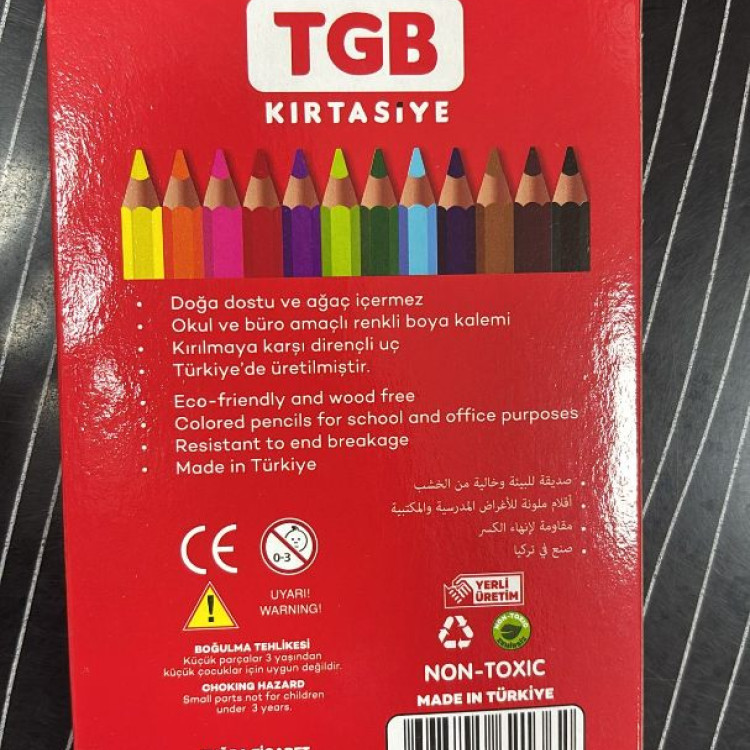 TGB
KIRTASİYE
• Doğa dostu ve ağaç içermez
• Okul ve büro amaçlı renkli boya kalemi
• Kırılmaya karşı dirençli uç
• Türkiye'de üretilmiştir.
• Eco-friendly and wood free
• Colored pencils for school and office purposes
• Resistant to end breakage
• Made in Türkiye
• صديقة للبيئة وخالية من الخشب
• أقلام ملونة للأغراض المدرسية والمكتبية
• مقاومة لإنهاء الكسر
• صنع في تركيا
CE
0-3
UYARI!
WARNING!
BOĞULMA TEHLİKESİ
Küçük parçalar 3 yaşından
küçük çocuklar için uygun değildir.
CHOKING HAZARD
Small parts not for children
under 3 years.
YERLİ
ÜRETİM
NON-TOXIC
NON-TOXIC
MADE IN TÜRKİYE
TİCARET